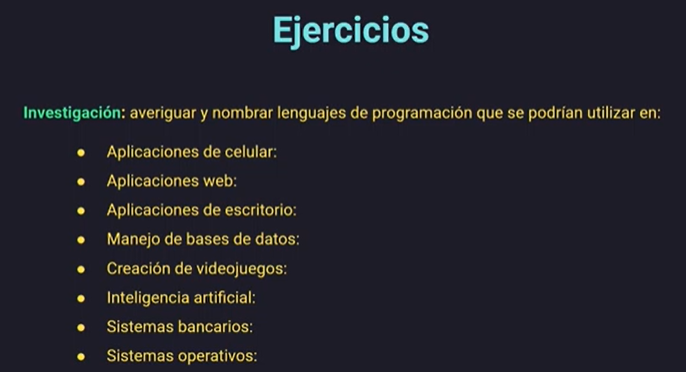 Ejercicios
Investigación: averiguar y nombrar lenguajes de programación que se podrían utilizar en:
● Aplicaciones de celular:
● Aplicaciones web:
● Aplicaciones de escritorio:
● Manejo de bases de datos:
● Creación de videojuegos:
● Inteligencia artificial:
● Sistemas bancarios:
● Sistemas operativos: